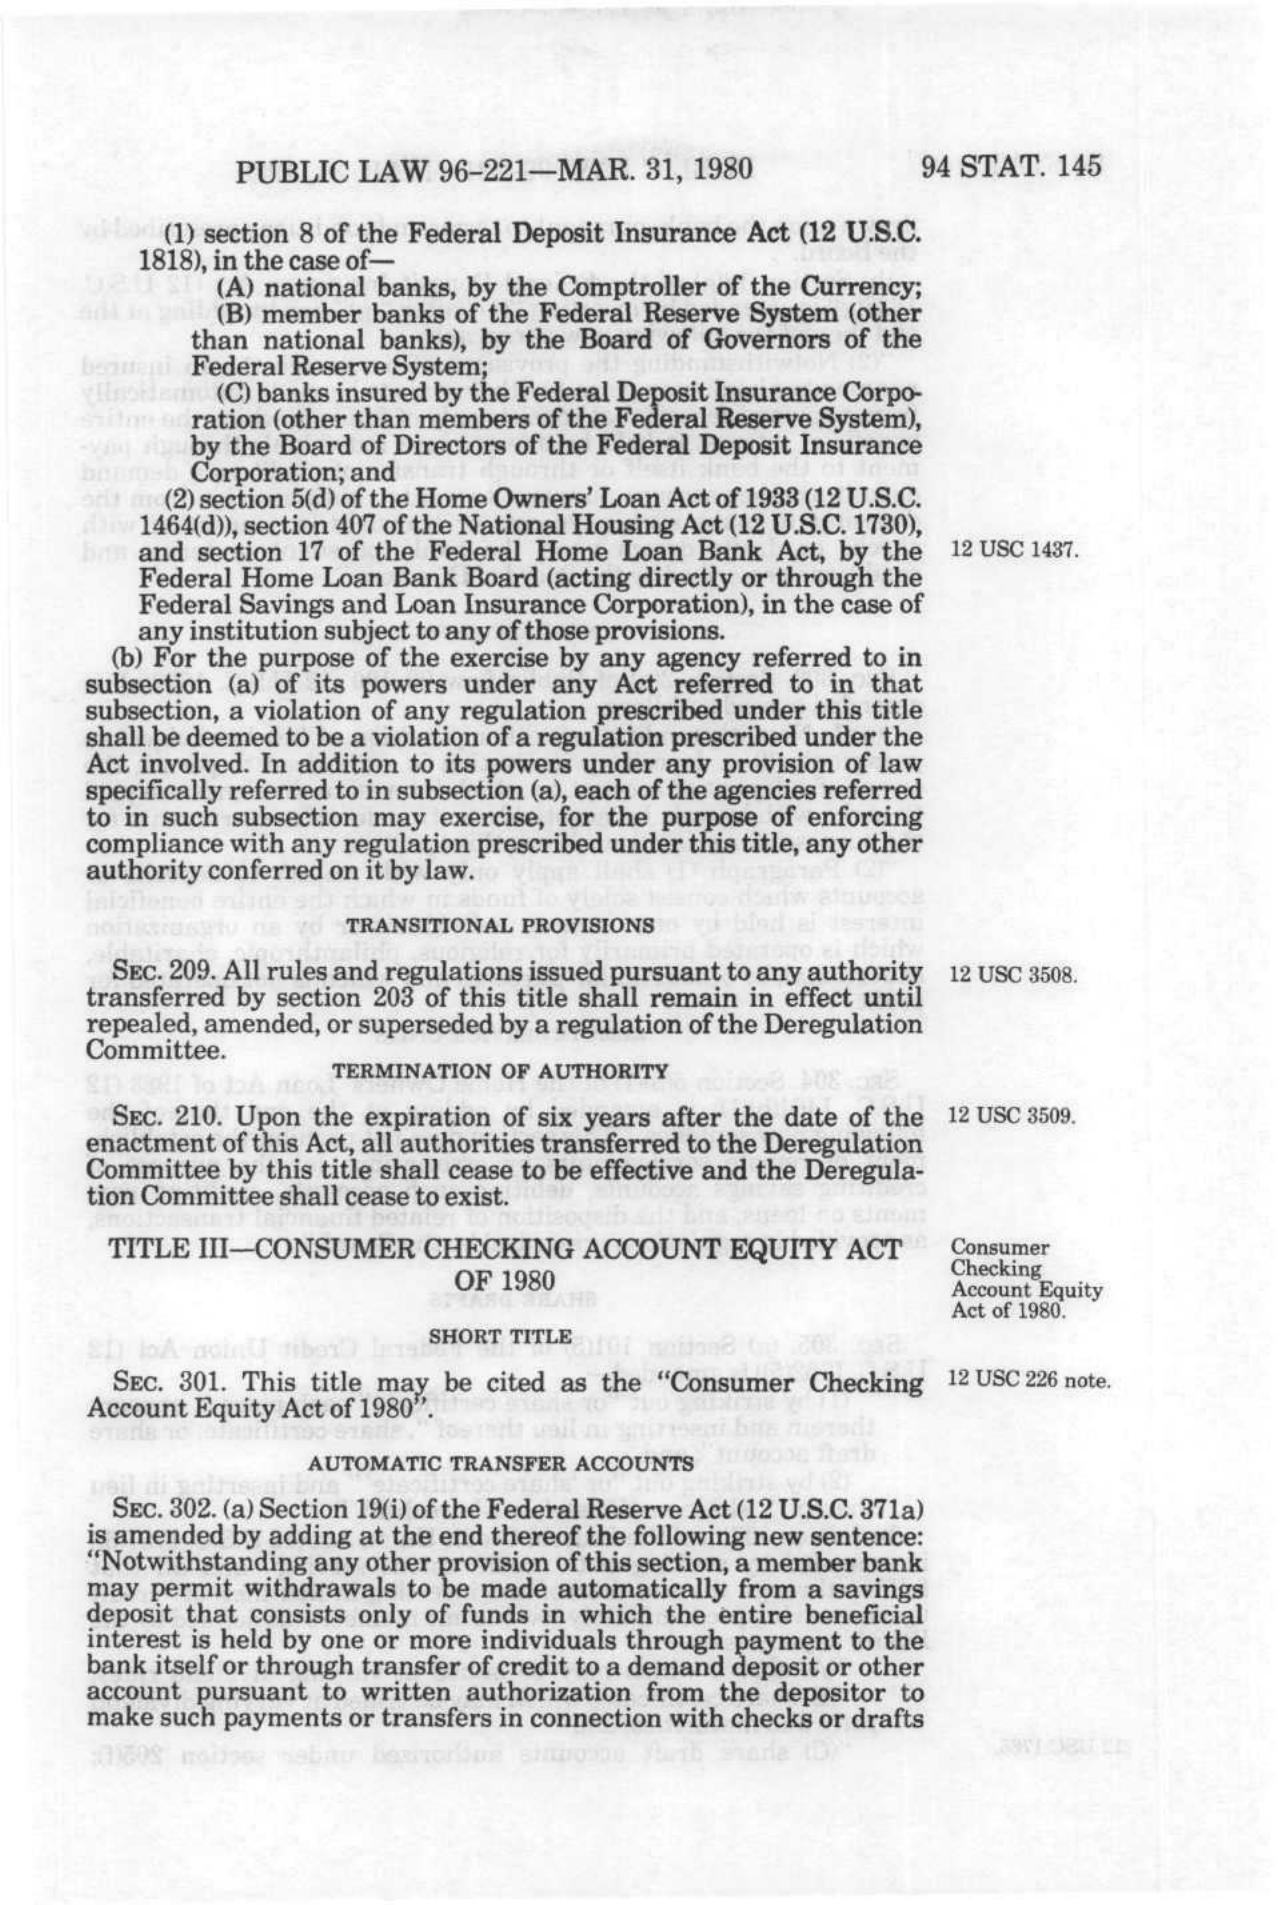 PUBLIC LAW 96–221—MAR. 31, 1980 94 STAT. 145
(1) section 8 of the Federal Deposit Insurance Act (12 U.S.C.
1818), in the case of—
(A) national banks, by the Comptroller of the Currency;
(B) member banks of the Federal Reserve System (other
than national banks), by the Board of Governors of the
Federal Reserve System;
(C) banks insured by the Federal Deposit Insurance Corpo-
ration (other than members of the Federal Reserve System),
by the Board of Directors of the Federal Deposit Insurance
Corporation; and
(2) section 5(d) of the Home Owners' Loan Act of 1933 (12 U.S.C.
1464(d)), section 407 of the National Housing Act (12 U.S.C. 1730),
and section 17 of the Federal Home Loan Bank Act, by the
12 USC 1437.
Federal Home Loan Bank Board (acting directly or through the
Federal Savings and Loan Insurance Corporation), in the case of
any institution subject to any of those provisions.
(b) For the purpose of the exercise by any agency referred to in
subsection (a) of its powers under any Act referred to in that
subsection, a violation of any regulation prescribed under this title
shall be deemed to be a violation of a regulation prescribed under the
Act involved. In addition to its powers under any provision of law
specifically referred to in subsection (a), each of the agencies referred
to in such subsection may exercise, for the purpose of enforcing
compliance with any regulation prescribed under this title, any other
authority conferred on it by law.
TRANSITIONAL PROVISIONS
SEC. 209. All rules and regulations issued pursuant to any authority
12 USC 3508.
transferred by section 203 of this title shall remain in effect until
repealed, amended, or superseded by a regulation of the Deregulation
Committee.
TERMINATION OF AUTHORITY
SEC. 210. Upon the expiration of six years after the date of the
12 USC 3509.
enactment of this Act, all authorities transferred to the Deregulation
Committee by this title shall cease to be effective and the Deregula-
tion Committee shall cease to exist.
TITLE III—CONSUMER CHECKING ACCOUNT EQUITY ACT
OF 1980
Consumer
Checking
Account Equity
Act of 1980.
SHORT TITLE
SEC. 301. This title may be cited as the "Consumer Checking
12 USC 226 note.
Account Equity Act of 1980".
AUTOMATIC TRANSFER ACCOUNTS
SEC. 302. (a) Section 19(i) of the Federal Reserve Act (12 U.S.C. 371a)
is amended by adding at the end thereof the following new sentence:
"Notwithstanding any other provision of this section, a member bank
may permit withdrawals to be made automatically from a savings
deposit that consists only of funds in which the entire beneficial
interest is held by one or more individuals through payment to the
bank itself or through transfer of credit to a demand deposit or other
account pursuant to written authorization from the depositor to
make such payments or transfers in connection with checks or drafts